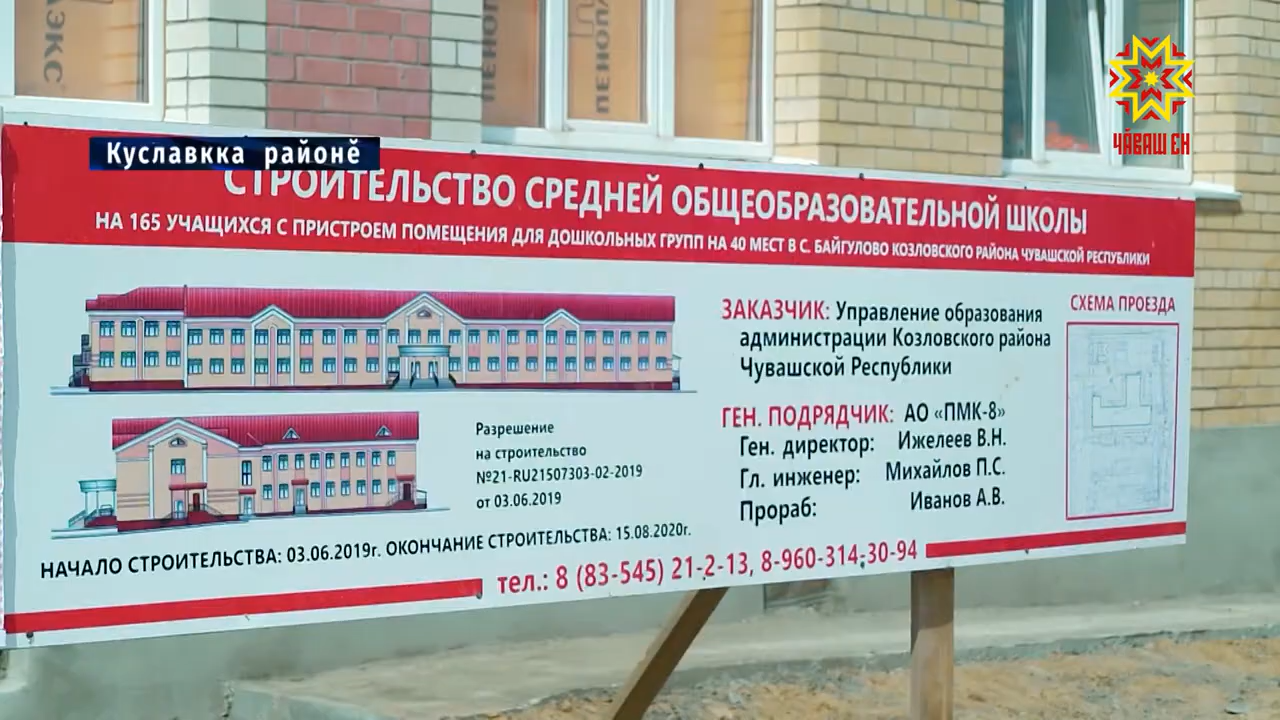 ПЕНОПЛ
Куславкка районӗ
ЧӐВАШ ЕН
СТРОИТЕЛЬСТВО СРЕДНЕЙ ОБЩЕОБРАЗОВАТЕЛЬНОЙ ШКОЛЫ
НА 165 УЧАЩИХСЯ С ПРИСТРОЕМ ПОМЕЩЕНИЯ ДЛЯ ДОШКОЛЬНЫХ ГРУПП НА 40 МЕСТ В С. БАЙГУЛОВО КОЗЛОВСКОГО РАЙОНА ЧУВАШСКОЙ РЕСПУБЛИКИ
ЗАКАЗЧИК: Управление образования
администрации Козловского района
Чувашской Республики
СХЕМА ПРОЕЗДА
ГЕН. ПОДРЯДЧИК: АО «ПМК-8»
Ген. директор: Ижелеев В.Н.
Гл. инженер: Михайлов П.С.
Прораб: Иванов А.В.
Разрешение
на строительство
№21-RU21507303-02-2019
от 03.06.2019
НАЧАЛО СТРОИТЕЛЬСТВА: 03.06.2019г. ОКОНЧАНИЕ СТРОИТЕЛЬСТВА: 15.08.2020г.
тел.: 8 (83-545) 21-2-13, 8-960-314-30-94